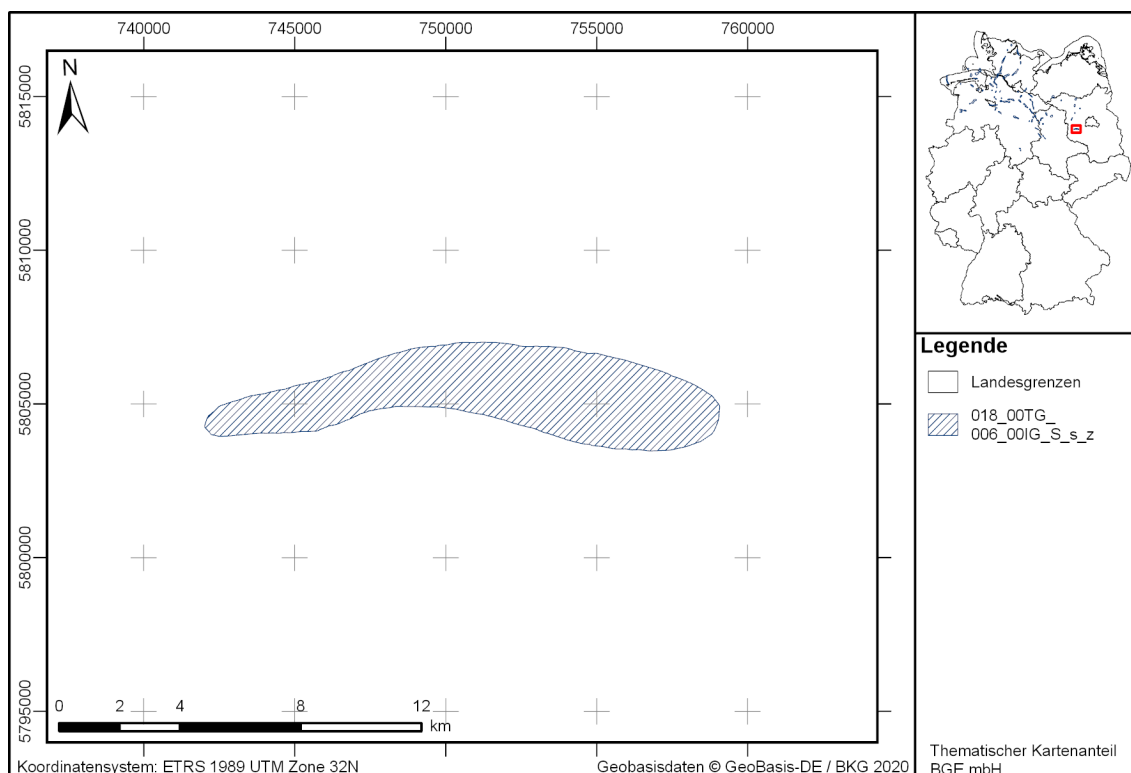 740000
745000
750000
755000
760000
N
5815000
5810000
5805000
5800000
5795000
0
2
4
8
12
km
Koordinatensystem: ETRS 1989 UTM Zone 32N
Geobasisdaten © GeoBasis-DE / BKG 2020
Legende
Landesgrenzen
018_00TG_
006_00IG_S_s_z
Thematischer Kartenanteil
BGE mbH